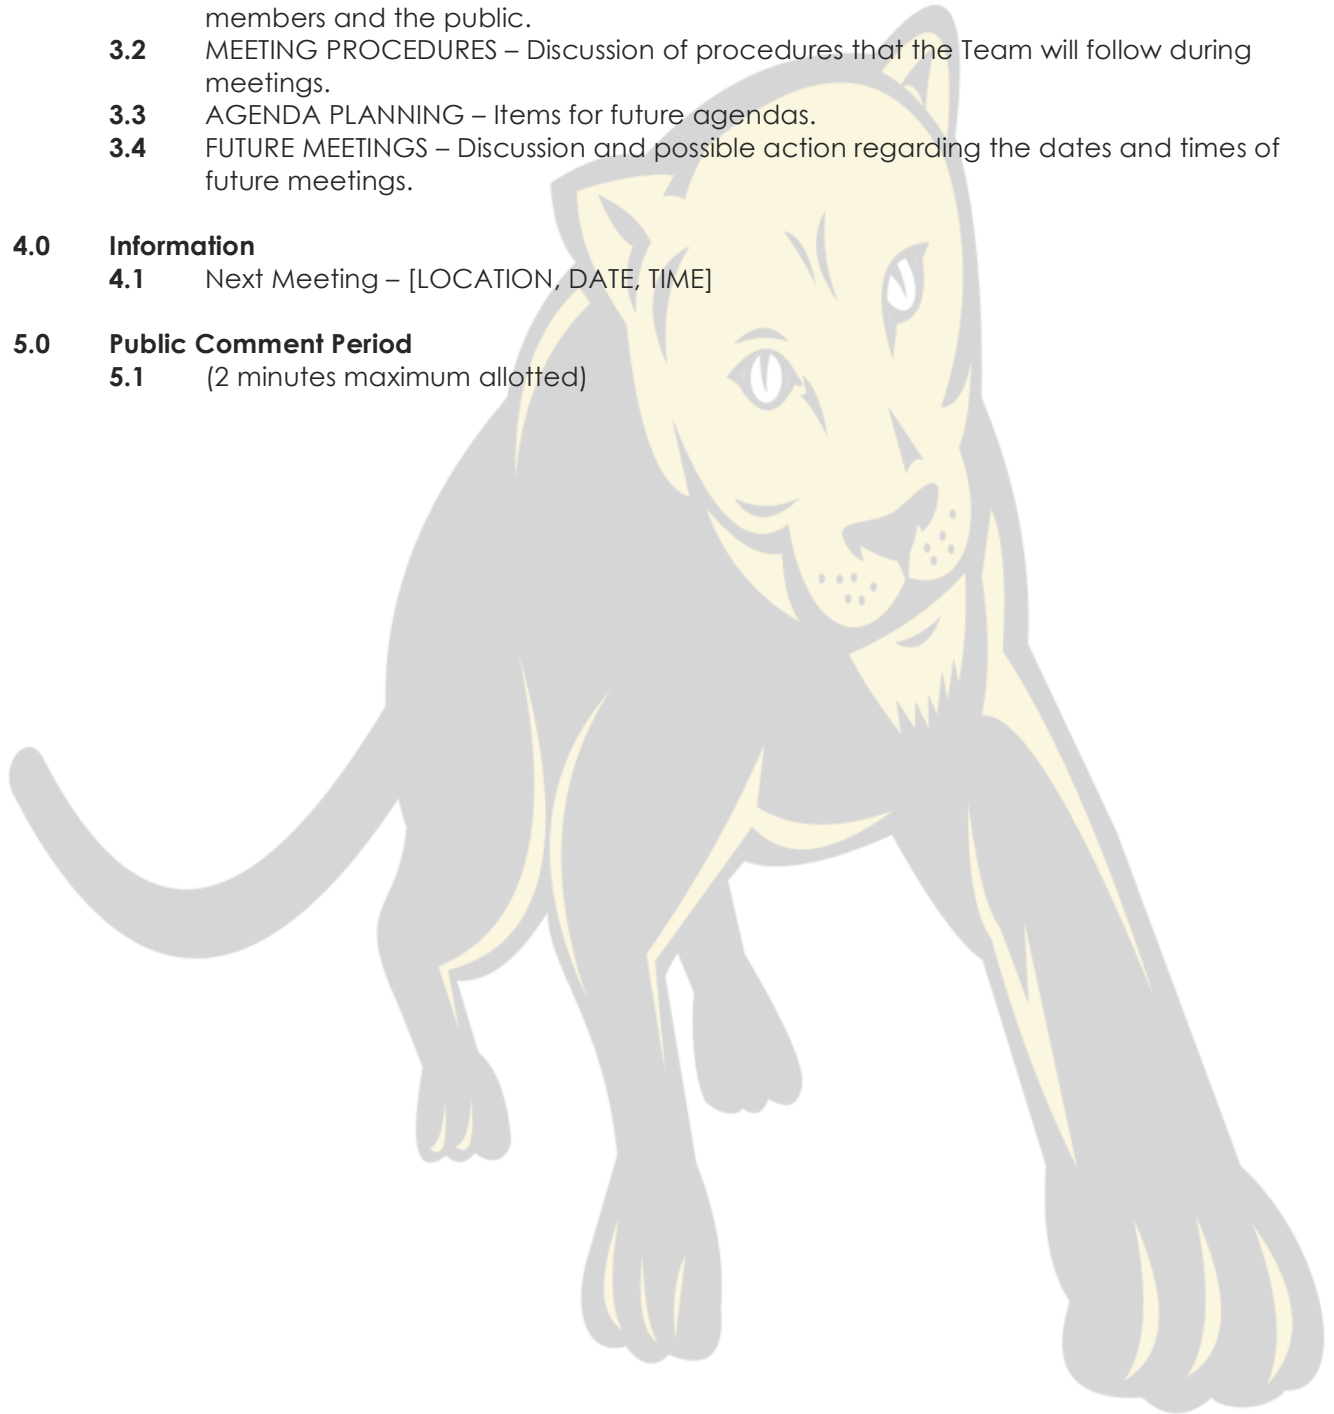 members and the public.
3.2 MEETING PROCEDURES – Discussion of procedures that the Team will follow during
meetings.
3.3 AGENDA PLANNING – Items for future agendas.
3.4 FUTURE MEETINGS – Discussion and possible action regarding the dates and times of
future meetings.
4.0 Information
4.1 Next Meeting – [LOCATION, DATE, TIME]
5.0 Public Comment Period
5.1 (2 minutes maximum allotted)